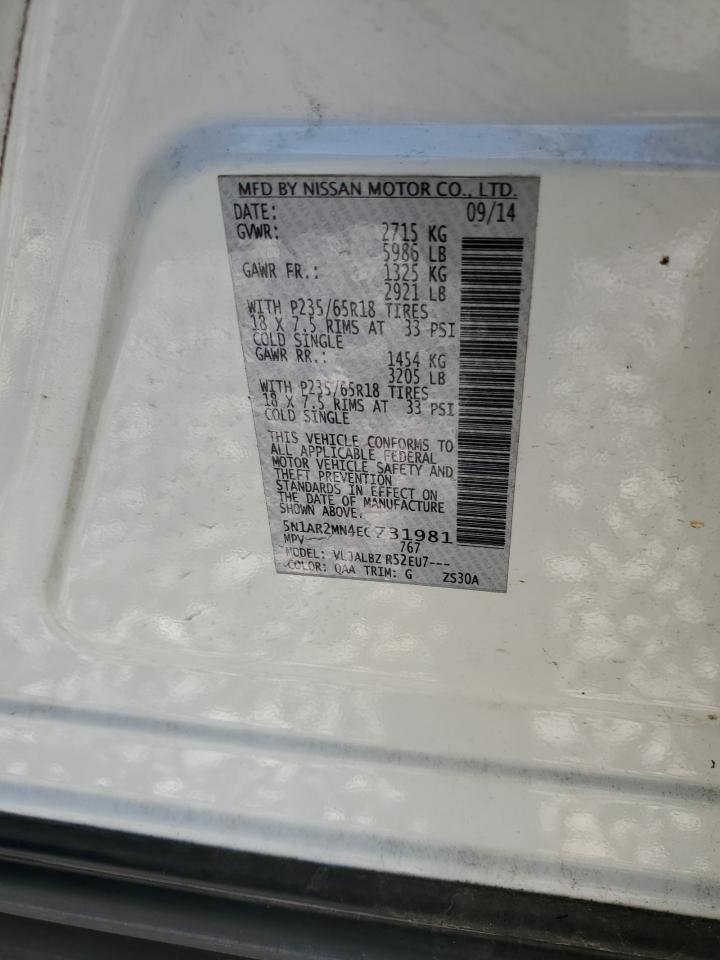 MFD BY NISSAN MOTOR CO., LTD.
DATE: 09/14
GVWR: 2715 KG
5986 LB
GAWR FR.: 1325 KG
2921 LB
WITH P235/65R18 TIRES
18 X 7.5 RIMS AT 33 PSI
COLD SINGLE
GAWR RR.: 1454 KG
3205 LB
WITH P235/65R18 TIRES
18 X 7.5 RIMS AT 33 PSI
COLD SINGLE
THIS VEHICLE CONFORMS TO
ALL APPLICABLE FEDERAL
MOTOR VEHICLE SAFETY AND
THEFT PREVENTION
STANDARDS IN EFFECT ON
THE DATE OF MANUFACTURE
SHOWN ABOVE.
5N1AR2MN4EC731981
MPV 767
MODEL: R52EU7---
COLOR: QAA TRIM: G ZS30A